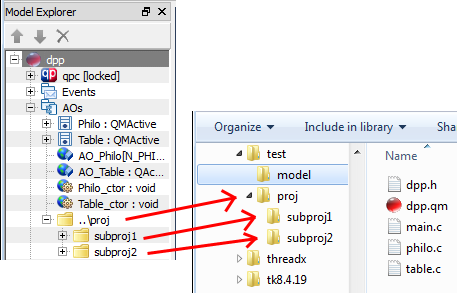 Model Explorer
dpp
qpc [locked]
Events
AOs
Philo : QMActive
Table : QMActive
AO_Philo[N_PHI...
AO_Table : QAc...
Philo_ctor : void
Table_ctor : void
..\proj
subproj1
subproj2
Organize
Include in library
Sha
test
model
proj
subproj1
subproj2
threadx
tk8.4.19
Name
dpp.h
dpp.qm
main.c
philo.c
table.c